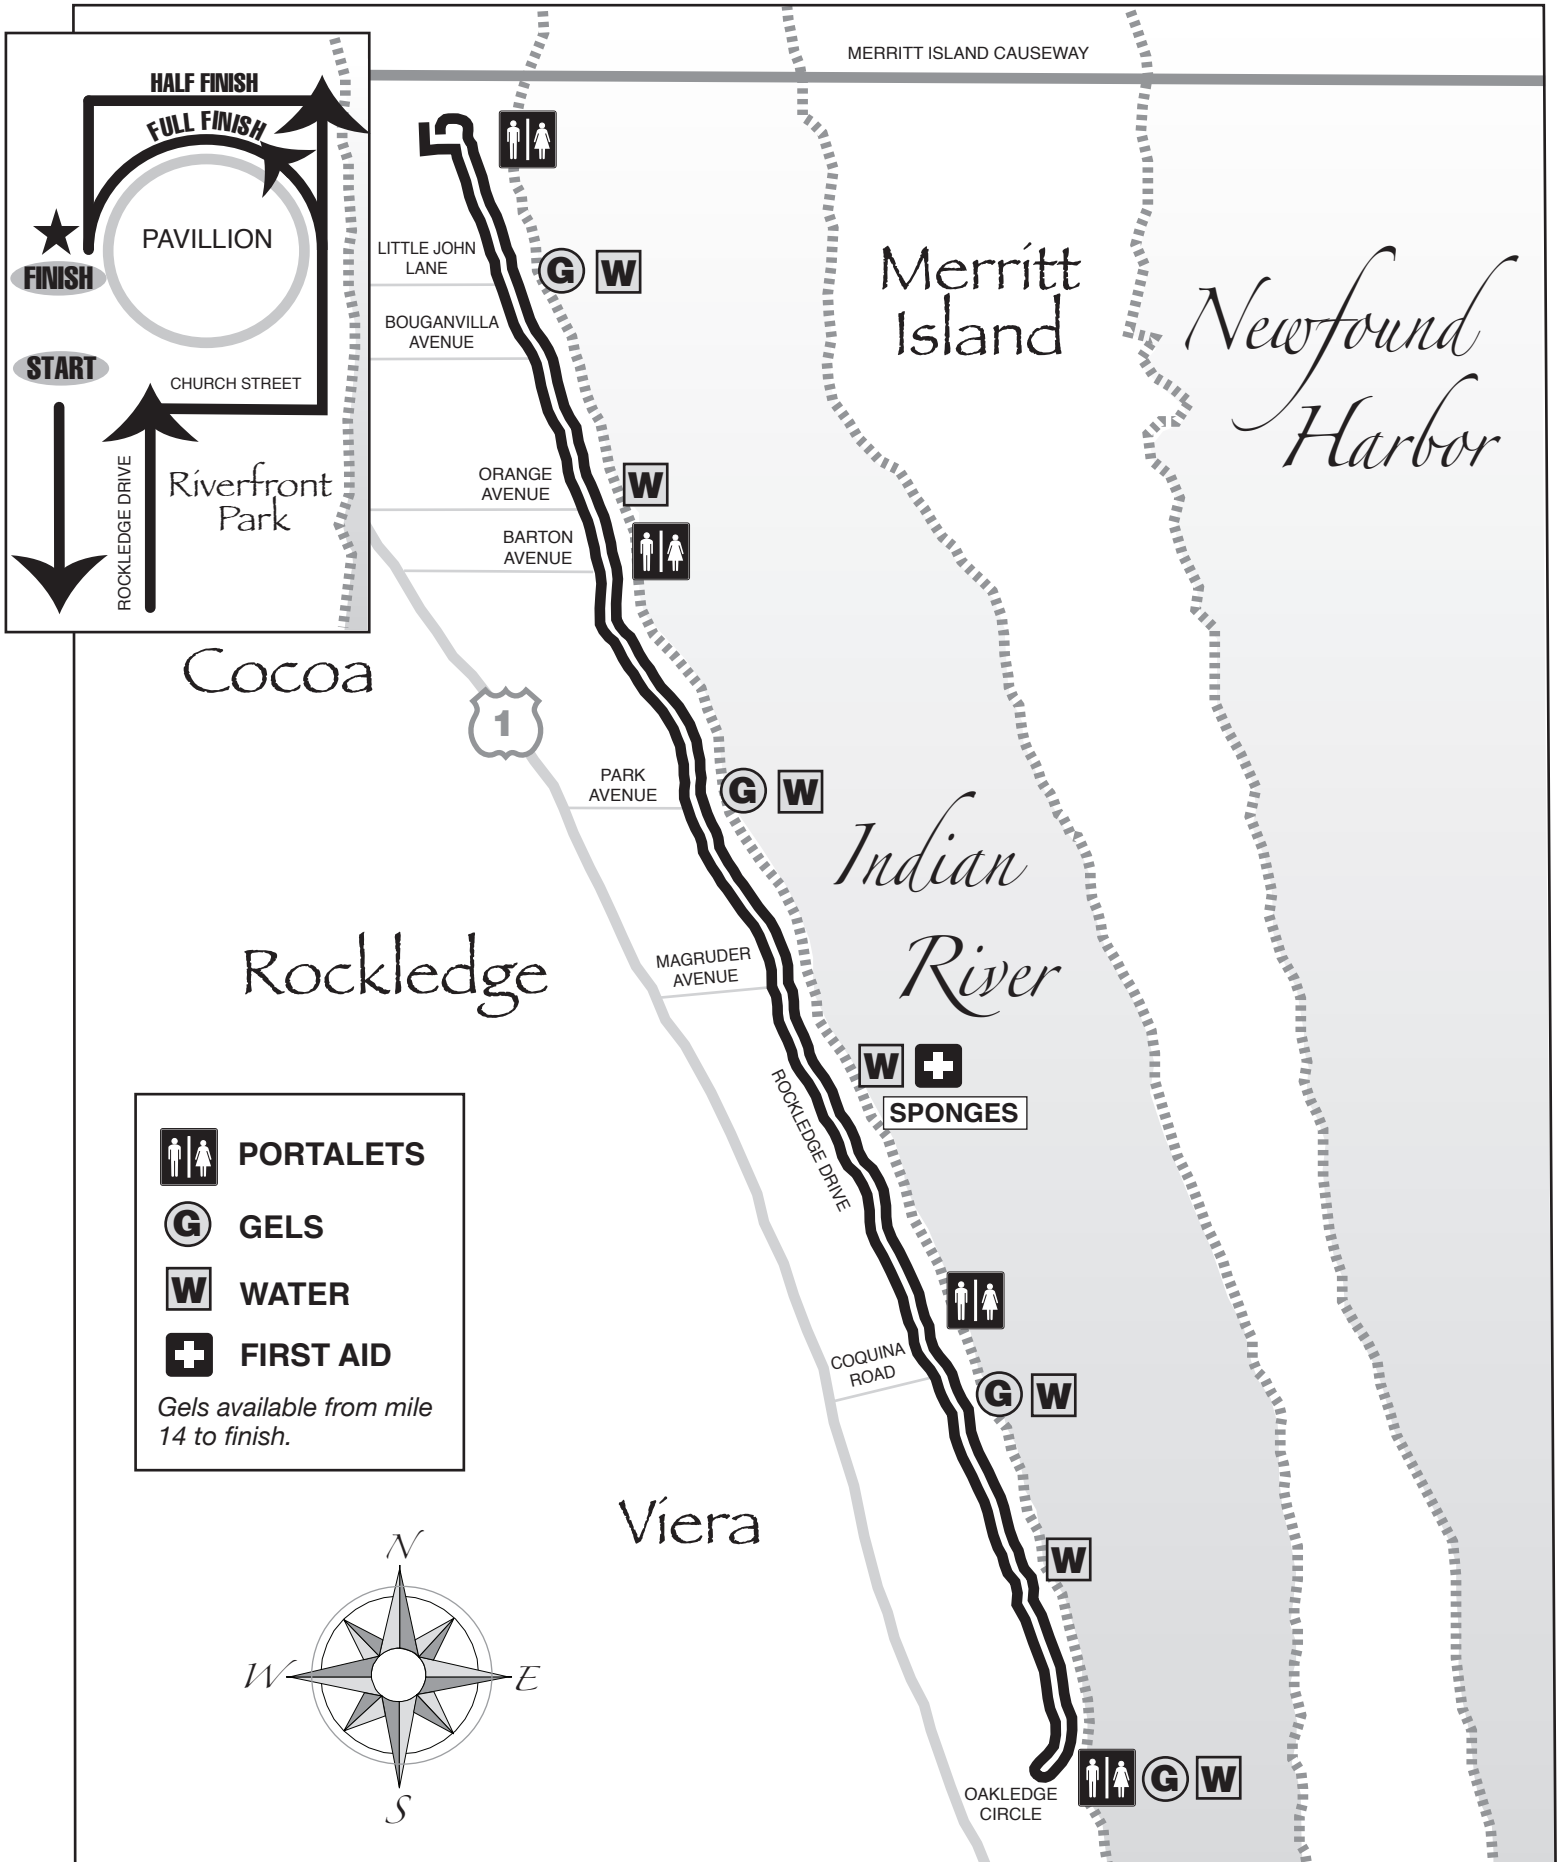 MERRITT ISLAND CAUSEWAY
HALF FINISH
FULL FINISH
PAVILLION
FINISH
START
CHURCH STREET
ROCKLEDGE DRIVE
Riverfront
Park
LITTLE JOHN
LANE
G W
BOUGANVILLA
AVENUE
Merritt
Island
Newfound
Harbor
ORANGE
AVENUE
W
BARTON
AVENUE
Cocoa
1
PARK
AVENUE
G W
Indian
River
Rockledge
MAGRUDER
AVENUE
W
SPONGES
ROCKLEDGE DRIVE
PORTALETS
G GELS
W WATER
FIRST AID
Gels available from mile
14 to finish.
COQUINA
ROAD
G W
Viera
W
N
W E
S
OAKLEDGE
CIRCLE
G W